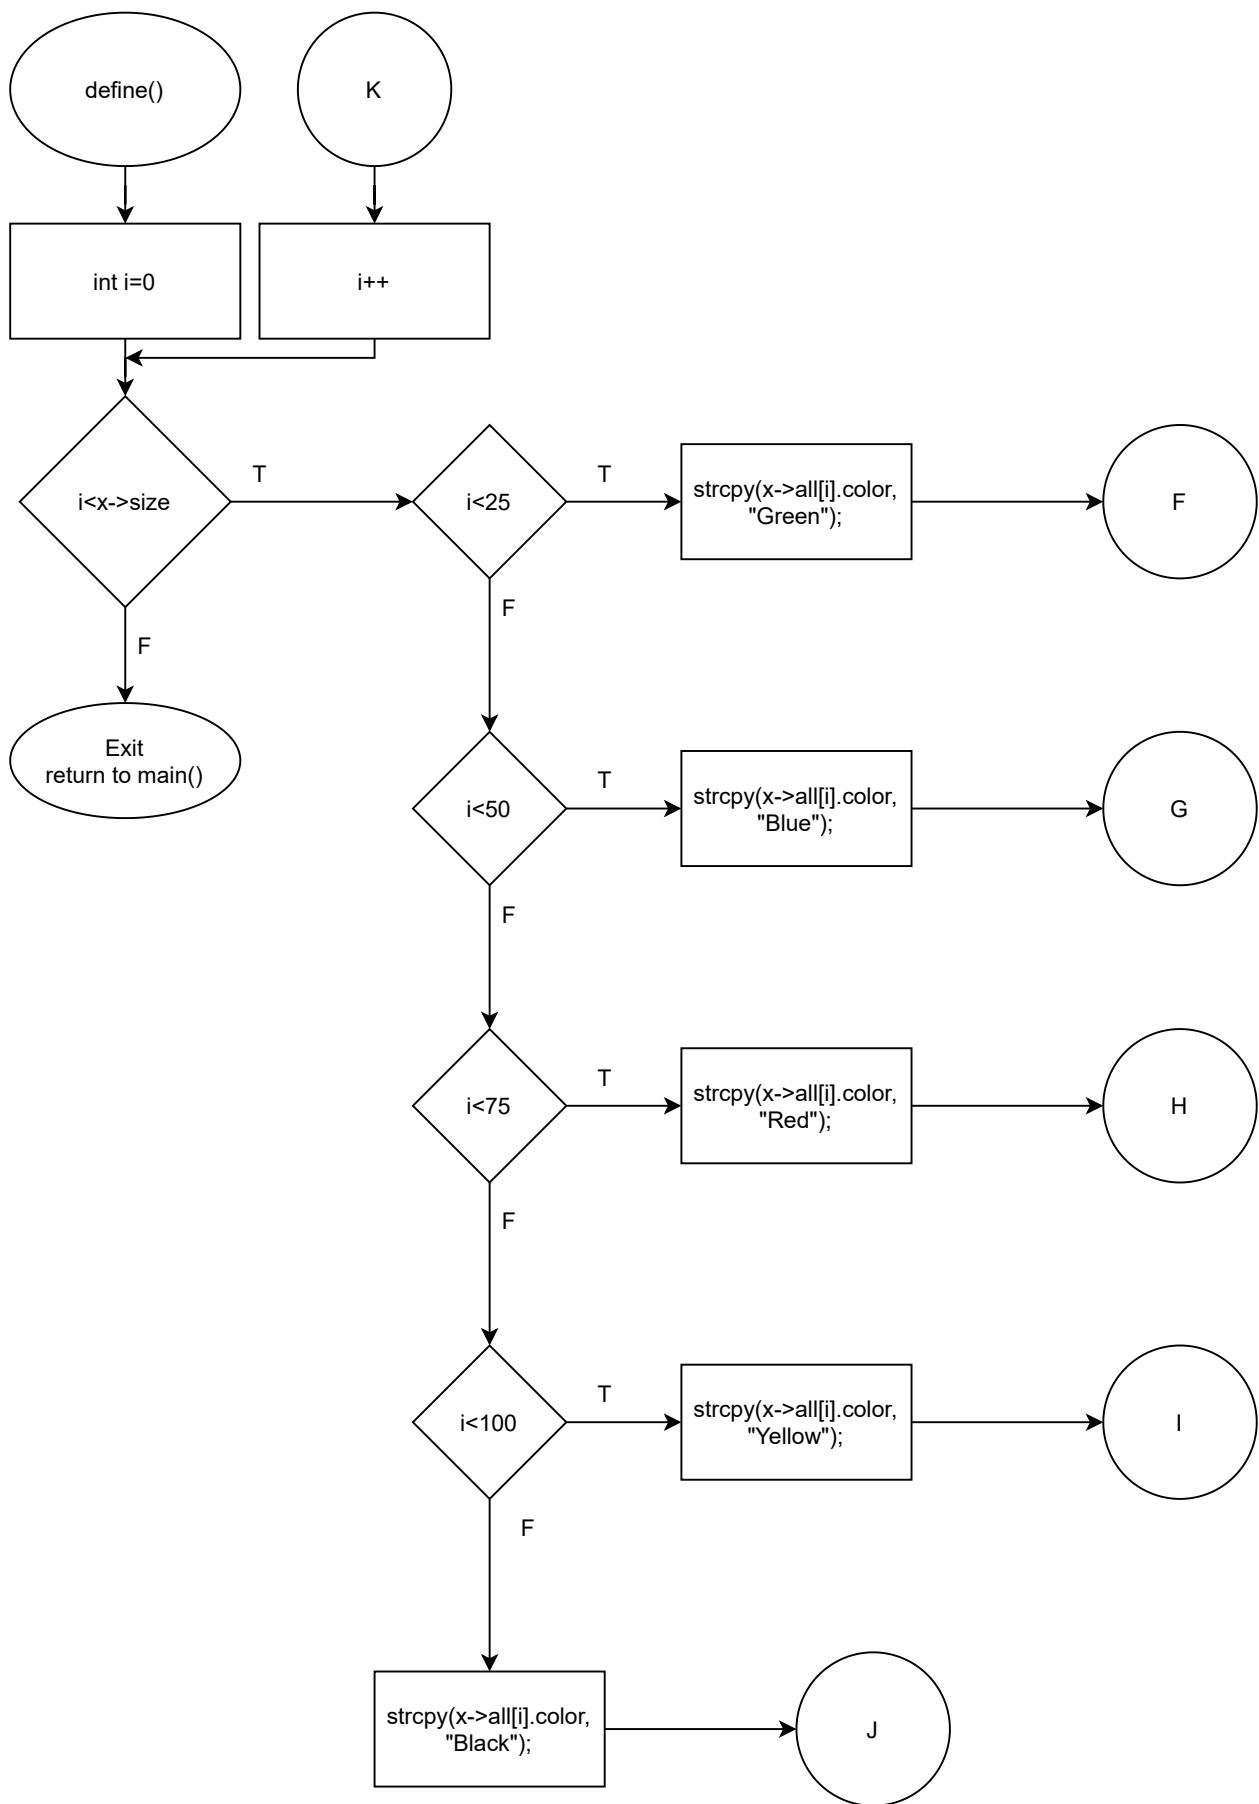 define()
K
int i=0
i++
i<x->size
T
i<25
T
strcpy(x->all[i].color,
"Green");
F
F
F
Exit
return to main()
i<50
T
strcpy(x->all[i].color,
"Blue");
G
F
i<75
T
strcpy(x->all[i].color,
"Red");
H
F
i<100
T
strcpy(x->all[i].color,
"Yellow");
I
F
strcpy(x->all[i].color,
"Black");
J